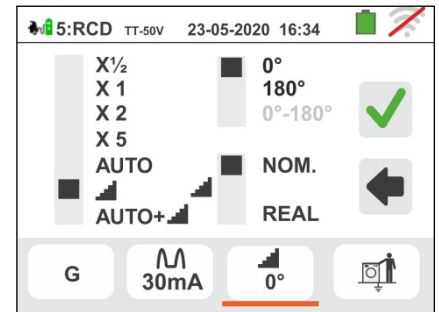 5:RCD TT-50V 23-05-2020 16:34
X½ 0°
X 1 180°
X 2 0°-180°
X 5
AUTO NOM.
AUTO+ REAL
G 30mA 0°